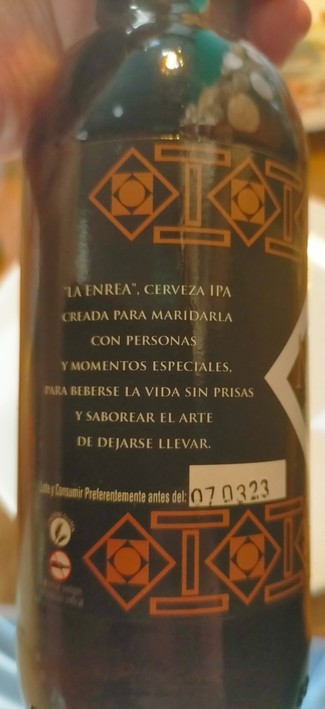 "LA ENREA", CERVEZA IPA
CREADA PARA MARIDARLA
CON PERSONAS
Y MOMENTOS ESPECIALES,
PARA BEBERSE LA VIDA SIN PRISAS
Y SABOREAR EL ARTE
DE DEJARSE LLEVAR.
y Consumir Preferentemente antes del: 070323